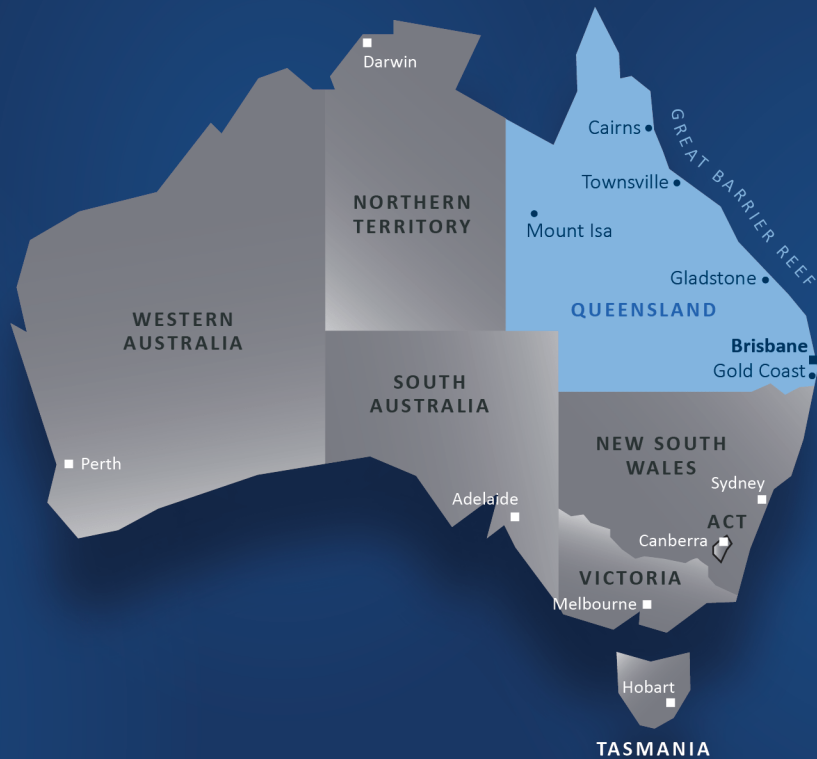 Darwin
Cairns
GREAT BARRIER REEF
Townsville
NORTHERN
TERRITORY
Mount Isa
Gladstone
QUEENSLAND
WESTERN
AUSTRALIA
Brisbane
Gold Coast
SOUTH
AUSTRALIA
NEW SOUTH
WALES
Perth
Sydney
Adelaide
ACT
Canberra
VICTORIA
Melbourne
Hobart
TASMANIA